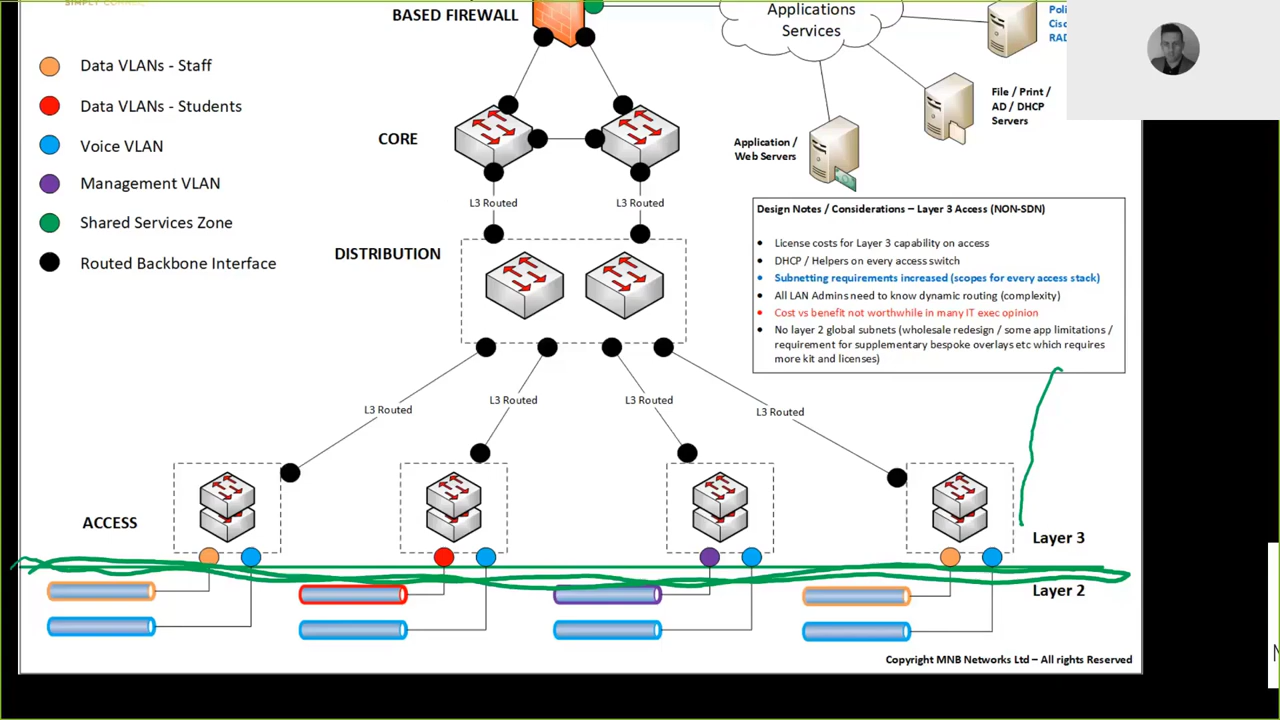 BASED FIREWALL
Applications
Services
Data VLANs - Staff
Data VLANs - Students
Voice VLAN
Management VLAN
Shared Services Zone
Routed Backbone Interface
CORE
File / Print /
AD / DHCP
Servers
Application /
Web Servers
L3 Routed
L3 Routed
DISTRIBUTION
Design Notes / Considerations – Layer 3 Access (NON-SDN)
License costs for Layer 3 capability on access
DHCP / Helpers on every access switch
Subnetting requirements increased (scopes for every access stack)
All LAN Admins need to know dynamic routing (complexity)
Cost vs benefit not worthwhile in many IT exec opinion
No layer 2 global subnets (wholesale redesign / some app limitations /
requirement for supplementary bespoke overlays etc which requires
more kit and licenses)
L3 Routed
L3 Routed
L3 Routed
L3 Routed
ACCESS
Layer 3
Layer 2
Copyright MNB Networks Ltd – All rights Reserved